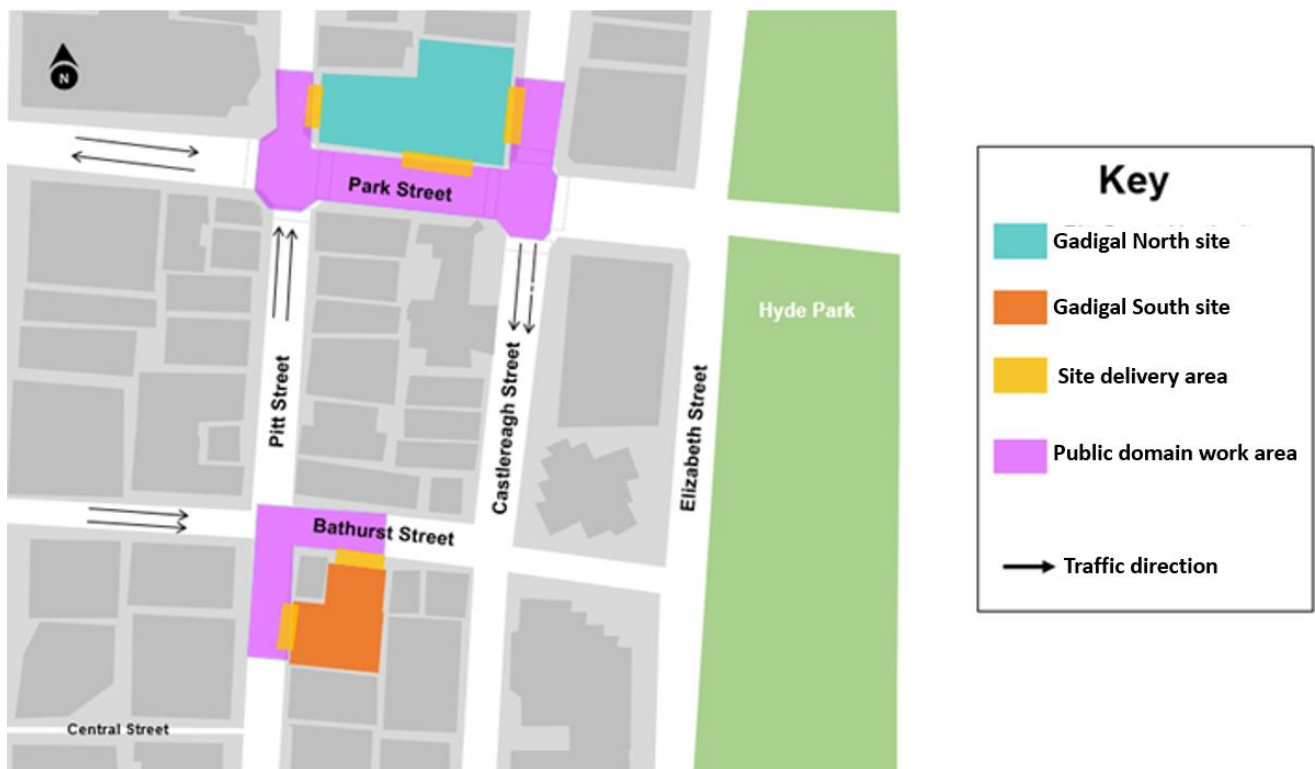 N
Park Street
Hyde Park
Pitt Street
Castlereagh Street
Elizabeth Street
Bathurst Street
Central Street
Key
Gadigal North site
Gadigal South site
Site delivery area
Public domain work area
Traffic direction